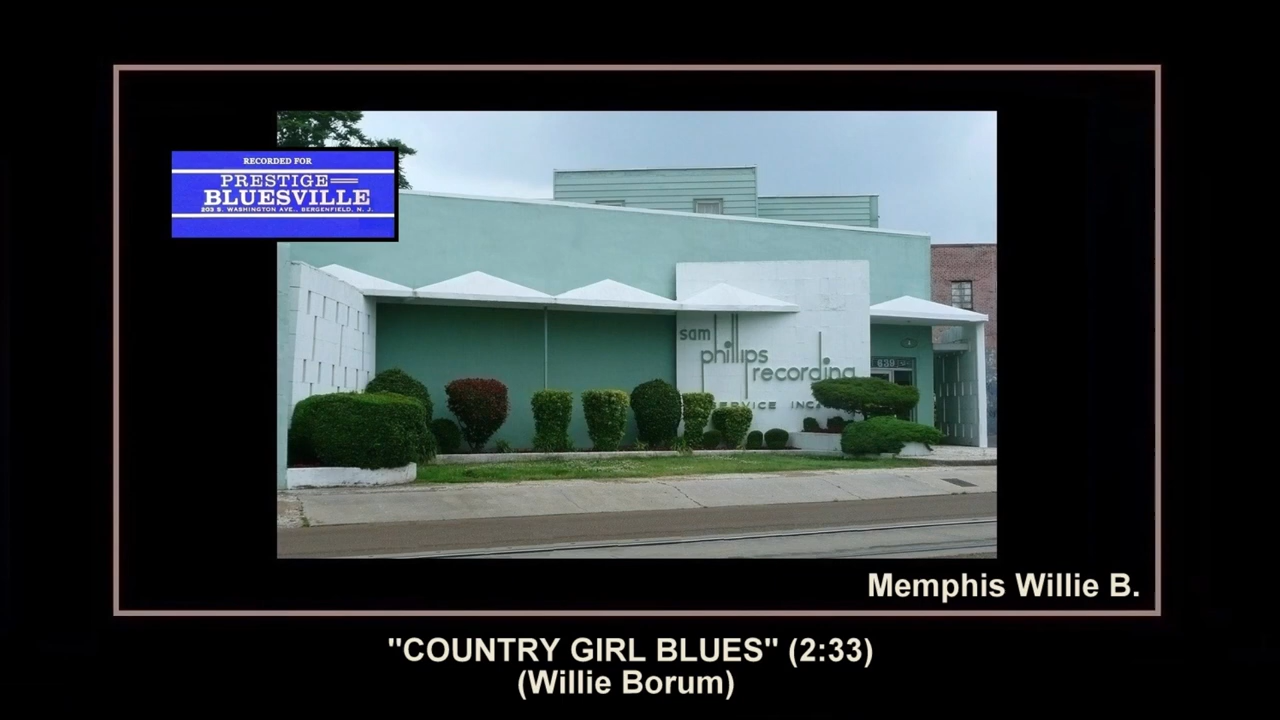 RECORDED FOR
PRESTIGE
BLUESVILLE
203 S. WASHINGTON AVE., BERGENFIELD, N. J.
sam
phillips
recording
639
SERVICE INC.
Memphis Willie B.
"COUNTRY GIRL BLUES" (2:33)
(Willie Borum)